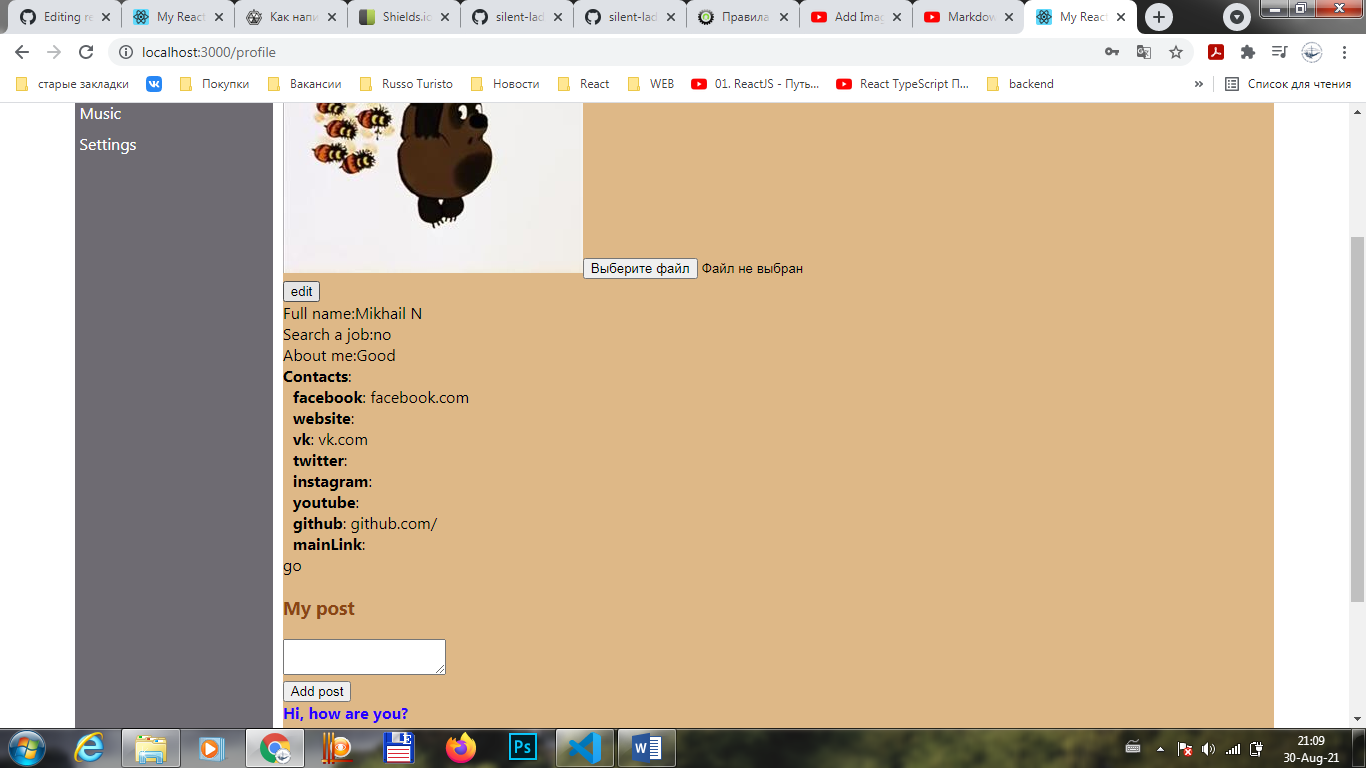 Editing re
My React
Как напи
Shields.io
silent-lad
silent-lad
Правила
Add Imag
Markdow
My React
localhost:3000/profile
старые закладки
Покупки
Вакансии
Russo Turisto
Новости
React
WEB
01. ReactJS - Путь...
React TypeScript П...
backend
»
Список для чтения
Music
Settings
Выберите файл Файл не выбран
edit
Full name:Mikhail N
Search a job:no
About me:Good
Contacts:
facebook: facebook.com
website:
vk: vk.com
twitter:
instagram:
youtube:
github: github.com/
mainLink:
go
My post
Add post
Hi, how are you?
21:09
30-Aug-21